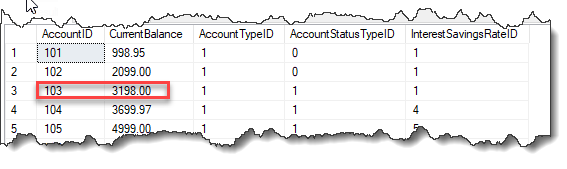 AccountID CurrentBalance AccountTypeID AccountStatusTypeID InterestSavingsRateID
1 101 998.95 1 0 1
2 102 2099.00 1 0 1
3 103 3198.00 1 1 1
4 104 3699.97 1 1 4
5 105 4999.00 1 1